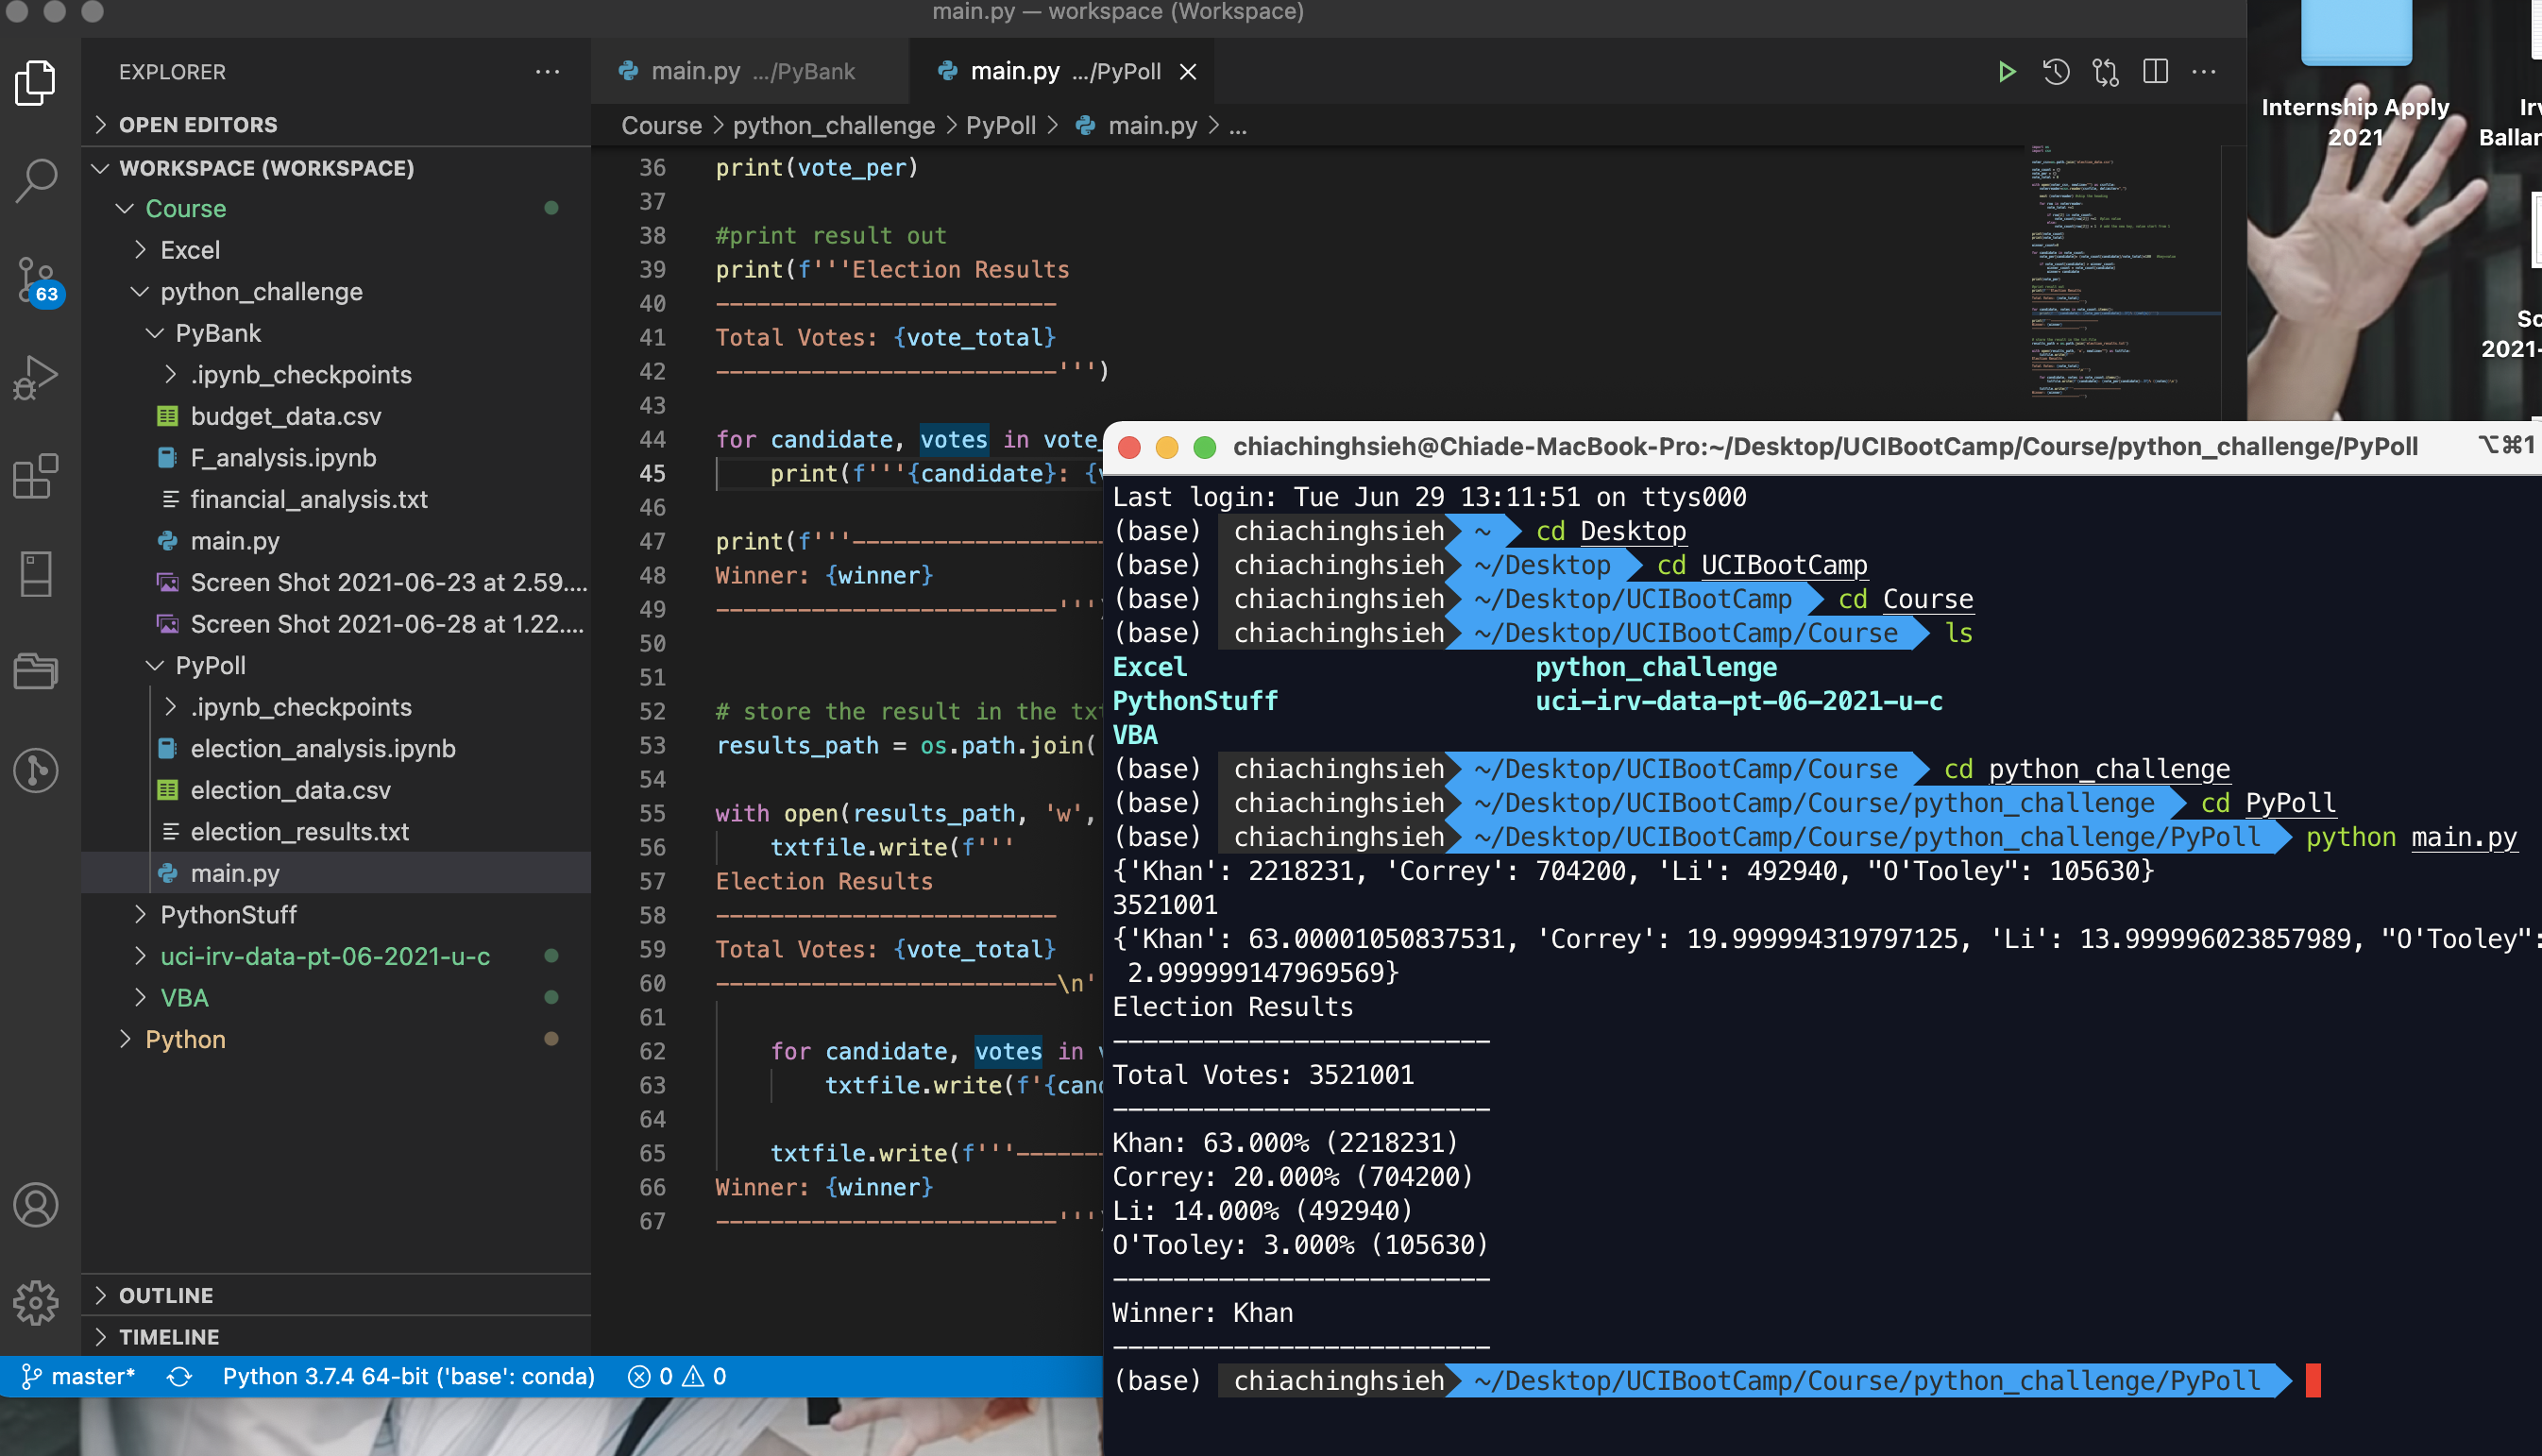 main.py — workspace (Workspace)
EXPLORER
OPEN EDITORS
WORKSPACE (WORKSPACE)
Course
Excel
python_challenge
PyBank
.ipynb_checkpoints
budget_data.csv
F_analysis.ipynb
financial_analysis.txt
main.py
Screen Shot 2021-06-23 at 2.59....
Screen Shot 2021-06-28 at 1.22....
PyPoll
.ipynb_checkpoints
election_analysis.ipynb
election_data.csv
election_results.txt
main.py
PythonStuff
uci-irv-data-pt-06-2021-u-c
VBA
Python
OUTLINE
TIMELINE
63
master*
Python 3.7.4 64-bit ('base': conda)
0
0
main.py .../PyBank
main.py .../PyPoll
Course > python_challenge > PyPoll > main.py > ...
36 print(vote_per)
37
38 #print result out
39 print(f'''Election Results
40 -------------------------
41 Total Votes: {vote_total}
42 -------------------------''')
43
44 for candidate, votes in vote_
45 print(f'''{candidate}: {v
46
47 print(f'''-------------------
48 Winner: {winner}
49 -------------------------'''
50
51
52 # store the result in the txt
53 results_path = os.path.join(
54
55 with open(results_path, 'w',
56 txtfile.write(f'''
57 Election Results
58 -------------------------
59 Total Votes: {vote_total}
60 -------------------------\n'
61
62 for candidate, votes in v
63 txtfile.write(f'{cand
64
65 txtfile.write(f'''-------
66 Winner: {winner}
67 -------------------------'''
Internship Apply
2021
chiachinghsieh@Chiade-MacBook-Pro:~/Desktop/UCIBootCamp/Course/python_challenge/PyPoll
⌥⌘1
Last login: Tue Jun 29 13:11:51 on ttys000
(base) chiachinghsieh ~ cd Desktop
(base) chiachinghsieh ~/Desktop cd UCIBootCamp
(base) chiachinghsieh ~/Desktop/UCIBootCamp cd Course
(base) chiachinghsieh ~/Desktop/UCIBootCamp/Course ls
Excel python_challenge
PythonStuff uci-irv-data-pt-06-2021-u-c
VBA
(base) chiachinghsieh ~/Desktop/UCIBootCamp/Course cd python_challenge
(base) chiachinghsieh ~/Desktop/UCIBootCamp/Course/python_challenge cd PyPoll
(base) chiachinghsieh ~/Desktop/UCIBootCamp/Course/python_challenge/PyPoll python main.py
{'Khan': 2218231, 'Correy': 704200, 'Li': 492940, "O'Tooley": 105630}
3521001
{'Khan': 63.00001050837531, 'Correy': 19.999994319797125, 'Li': 13.999996023857989, "O'Tooley":
2.999999147969569}
Election Results
-------------------------
Total Votes: 3521001
-------------------------
Khan: 63.000% (2218231)
Correy: 20.000% (704200)
Li: 14.000% (492940)
O'Tooley: 3.000% (105630)
-------------------------
Winner: Khan
-------------------------
(base) chiachinghsieh ~/Desktop/UCIBootCamp/Course/python_challenge/PyPoll